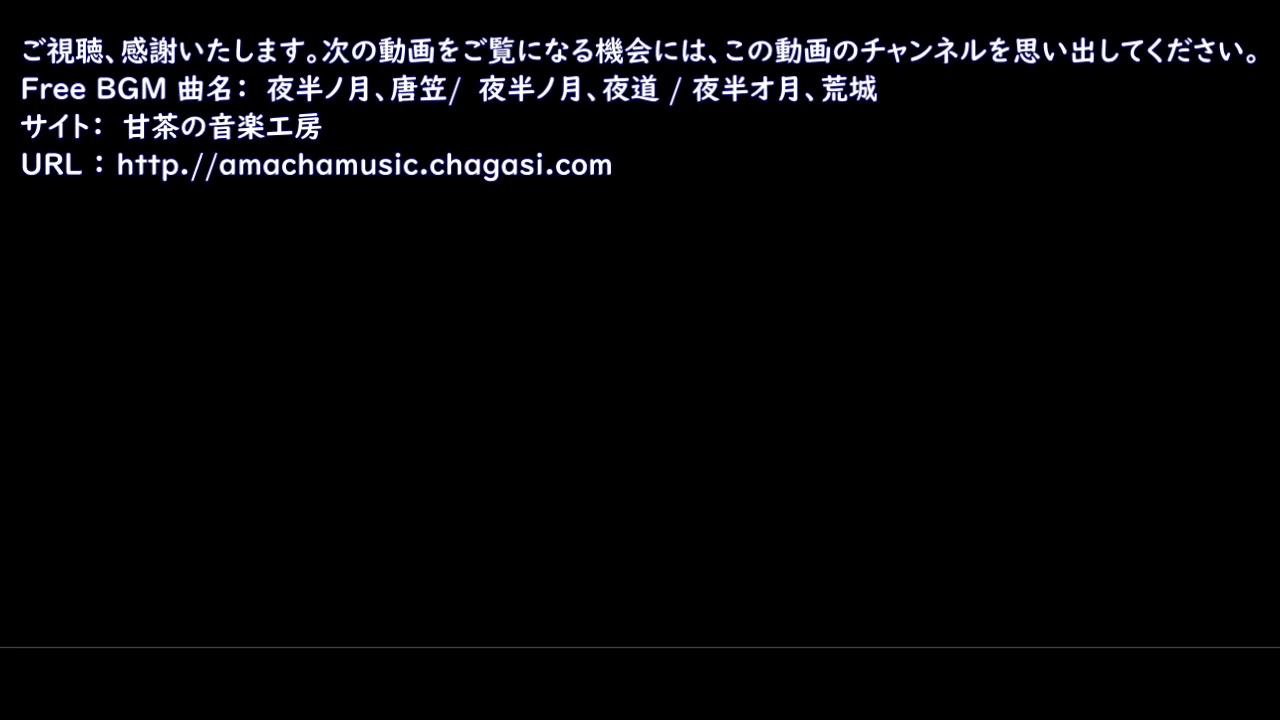 ご視聴、感謝いたします。次の動画をご覧になる機会には、この動画のチャンネルを思い出してください。
Free BGM 曲名： 夜半ノ月、唐笠/ 夜半ノ月、夜道 / 夜半オ月、荒城
サイト： 甘茶の音楽工房
URL ： http.//amachamusic.chagasi.com